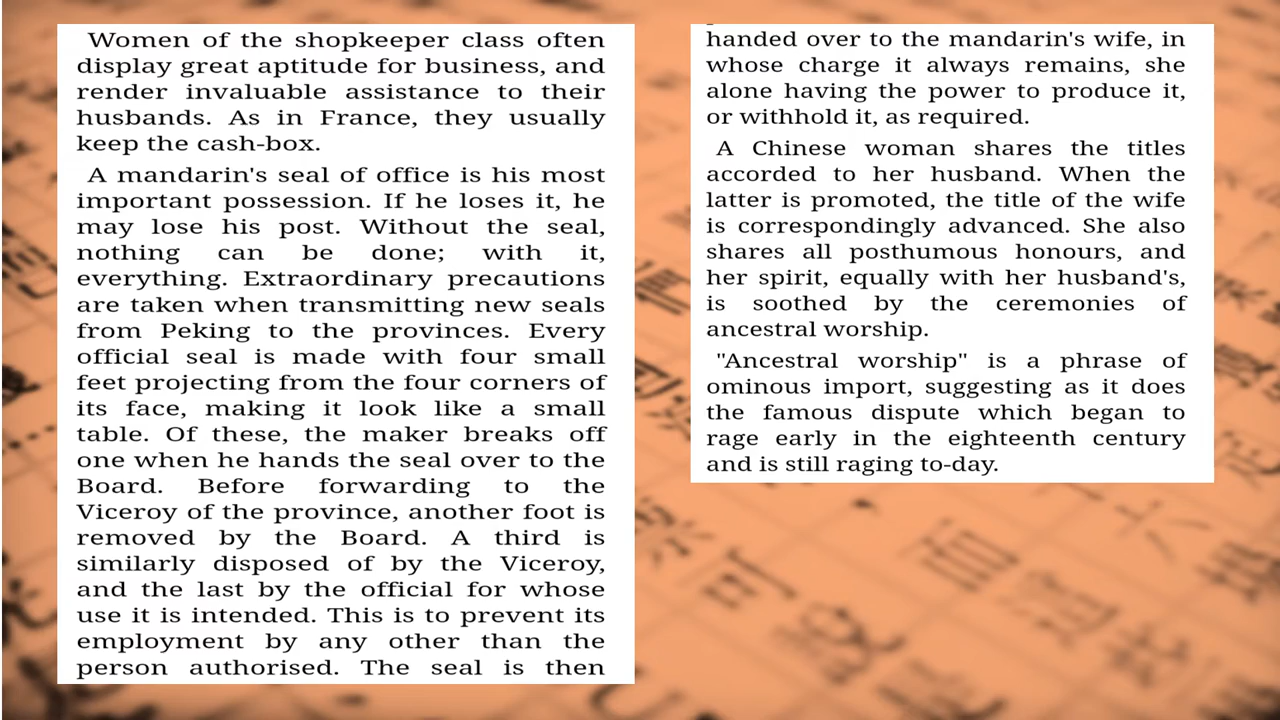 Women of the shopkeeper class often
display great aptitude for business, and
render invaluable assistance to their
husbands. As in France, they usually
keep the cash-box.
A mandarin's seal of office is his most
important possession. If he loses it, he
may lose his post. Without the seal,
nothing can be done; with it,
everything. Extraordinary precautions
are taken when transmitting new seals
from Peking to the provinces. Every
official seal is made with four small
feet projecting from the four corners of
its face, making it look like a small
table. Of these, the maker breaks off
one when he hands the seal over to the
Board. Before forwarding to the
Viceroy of the province, another foot is
removed by the Board. A third is
similarly disposed of by the Viceroy,
and the last by the official for whose
use it is intended. This is to prevent its
employment by any other than the
person authorised. The seal is then
handed over to the mandarin's wife, in
whose charge it always remains, she
alone having the power to produce it,
or withhold it, as required.
A Chinese woman shares the titles
accorded to her husband. When the
latter is promoted, the title of the wife
is correspondingly advanced. She also
shares all posthumous honours, and
her spirit, equally with her husband's,
is soothed by the ceremonies of
ancestral worship.
"Ancestral worship" is a phrase of
ominous import, suggesting as it does
the famous dispute which began to
rage early in the eighteenth century
and is still raging to-day.